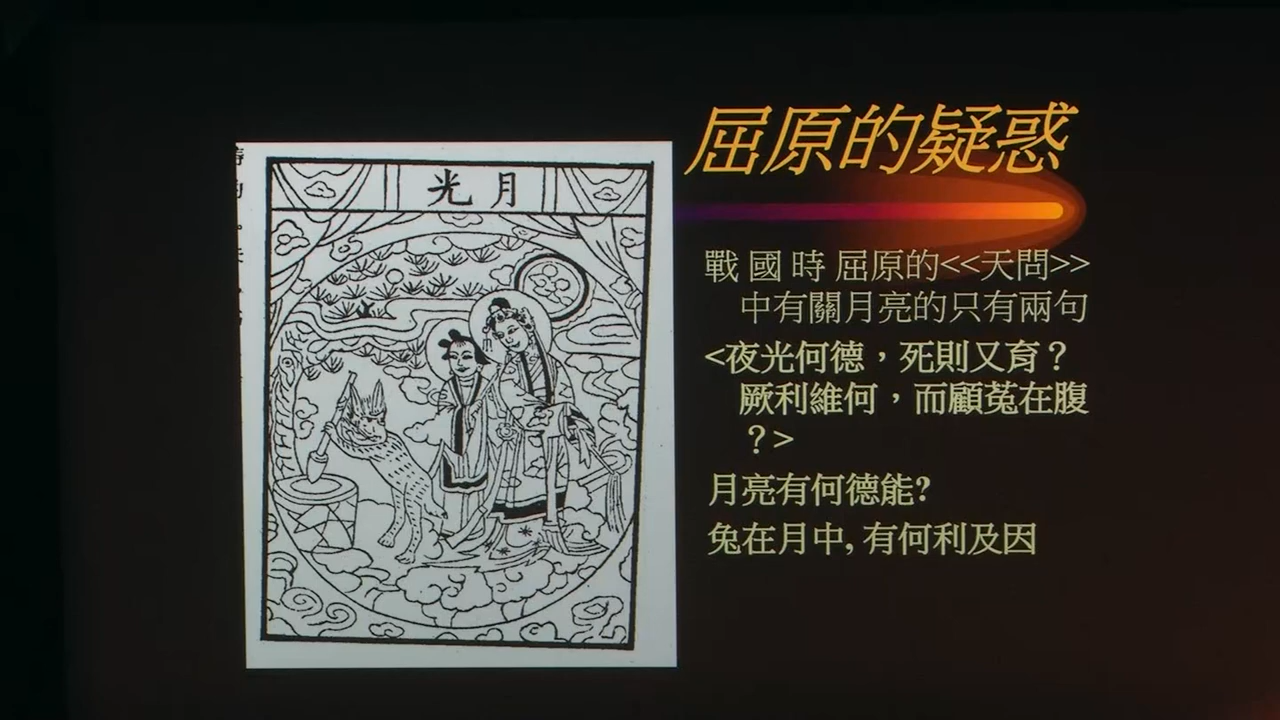 屈原的疑惑
光月
戰 國 時 屈原的<<天問>>
中有關月亮的只有兩句
<夜光何德，死則又育？
厥利維何，而顧菟在腹
？>
月亮有何德能?
兔在月中, 有何利及因